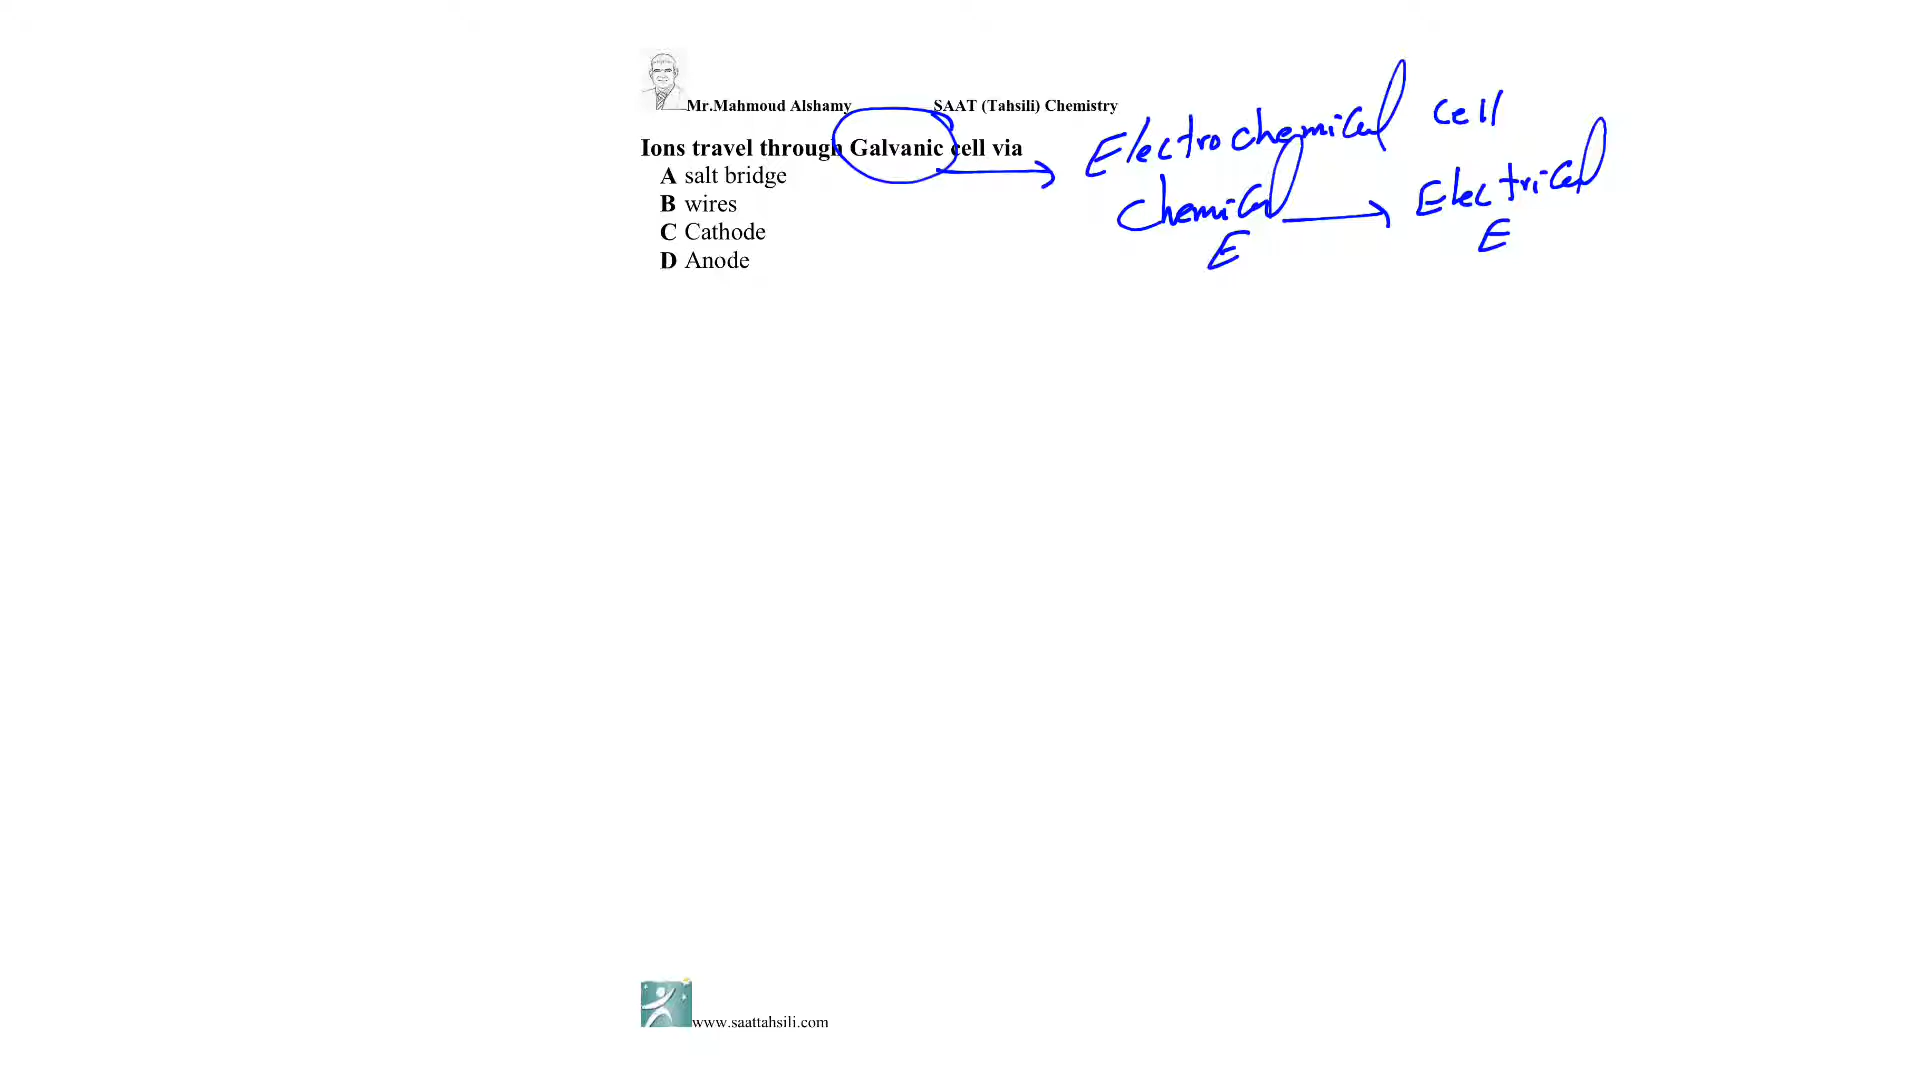 Mr.Mahmoud Alshamy SAAT (Tahsili) Chemistry
Ions travel through Galvanic cell via
A salt bridge
B wires
C Cathode
D Anode
Electrochemical cell
Chemical → Electrical
E E
www.saattahsili.com